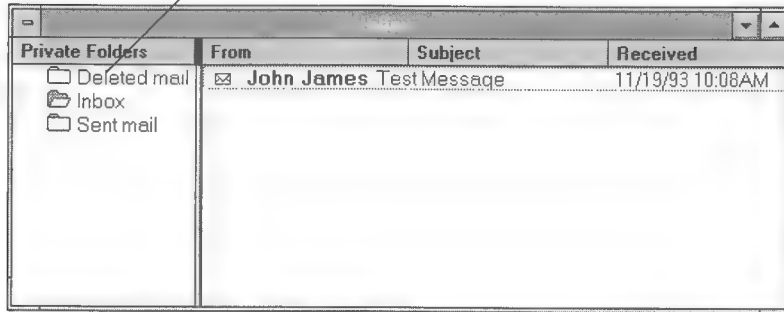 Private Folders From Subject Received
Deleted mail John James Test Message 11/19/93 10:08AM
Inbox
Sent mail